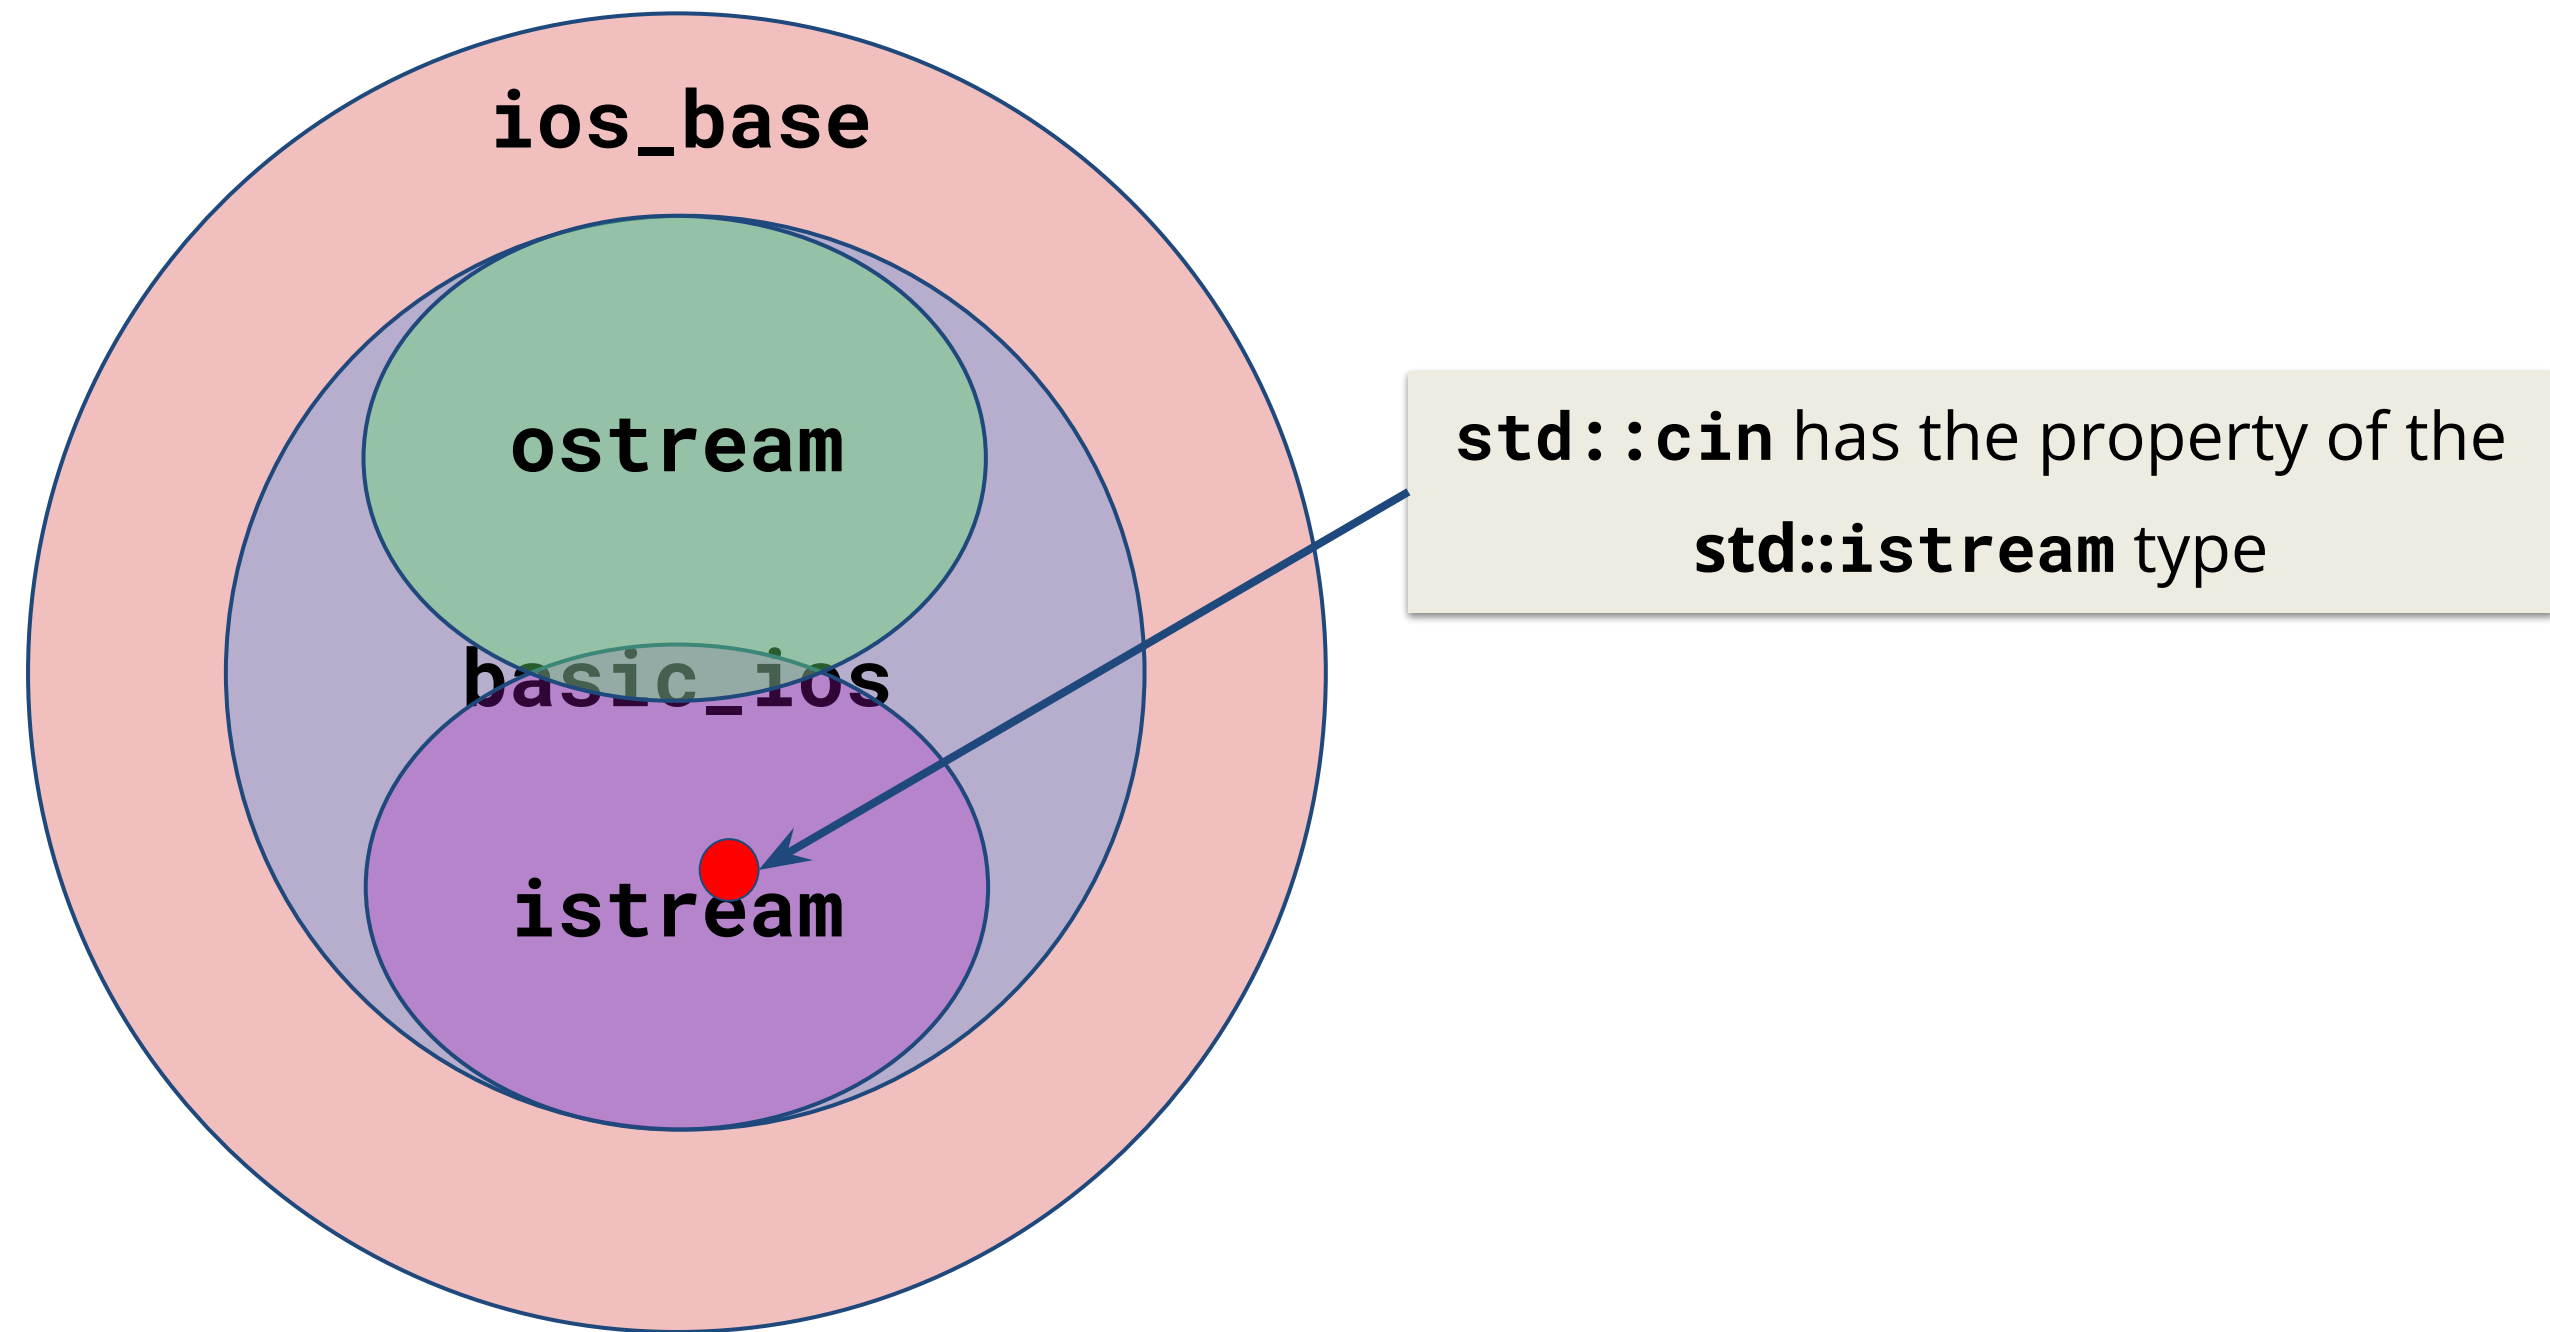 ios_base
ostream
basic_ios
istream
std::cin has the property of the
std::istream type